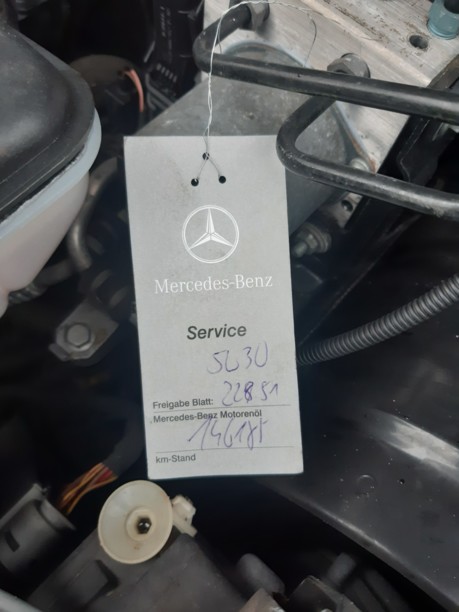 Mercedes-Benz
Service
5W30
Freigabe Blatt: 228 51
Mercedes-Benz Motorenöl
km-Stand